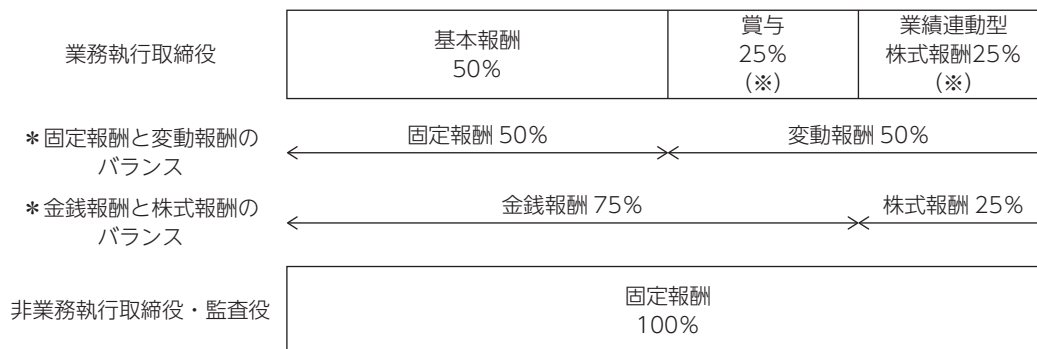 業務執行取締役
基本報酬
50%
賞与
25%
(※)
業績連動型
株式報酬25%
(※)
＊固定報酬と変動報酬の
バランス
固定報酬 50%
変動報酬 50%
＊金銭報酬と株式報酬の
バランス
金銭報酬 75%
株式報酬 25%
非業務執行取締役・監査役
固定報酬
100%